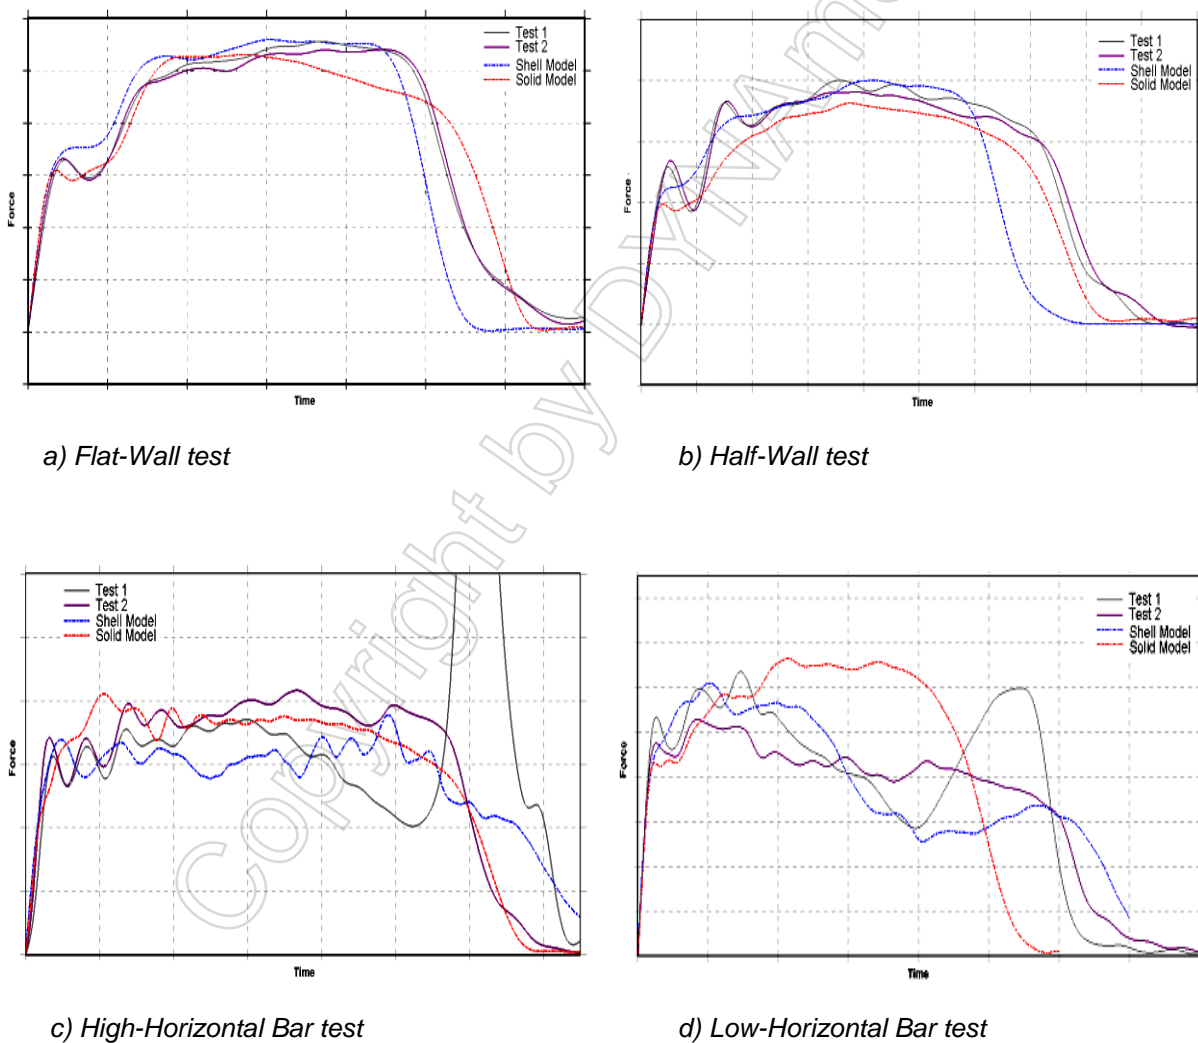 Test 1
Test 2
Shell Model
Solid Model
Force
Time
a) Flat-Wall test
Test 1
Test 2
Shell Model
Solid Model
Force
Time
b) Half-Wall test
Test 1
Test 2
Shell Model
Solid Model
Force
Time
c) High-Horizontal Bar test
Test 1
Test 2
Shell Model
Solid Model
Force
Time
d) Low-Horizontal Bar test
Copyright by DYNAm